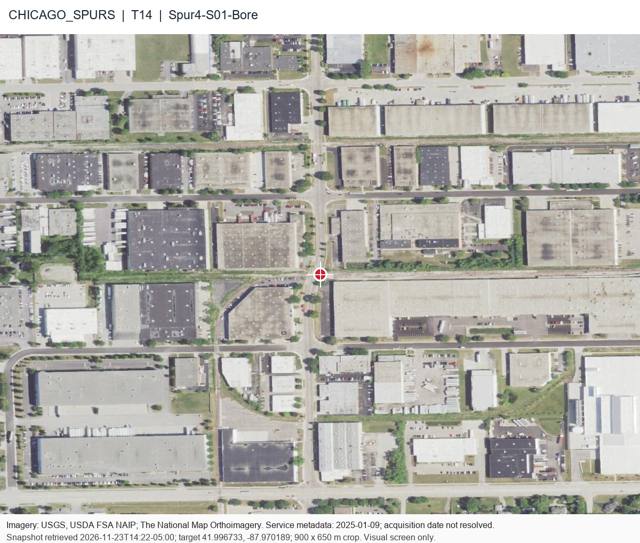 CHICAGO_SPURS | T14 | Spur4-S01-Bore
Imagery: USGS, USDA FSA NAIP; The National Map Orthoimagery. Service metadata: 2025-01-09; acquisition date not resolved.
Snapshot retrieved 2026-11-23T14:22-05:00; target 41.996733, -87.970189; 900 x 650 m crop. Visual screen only.